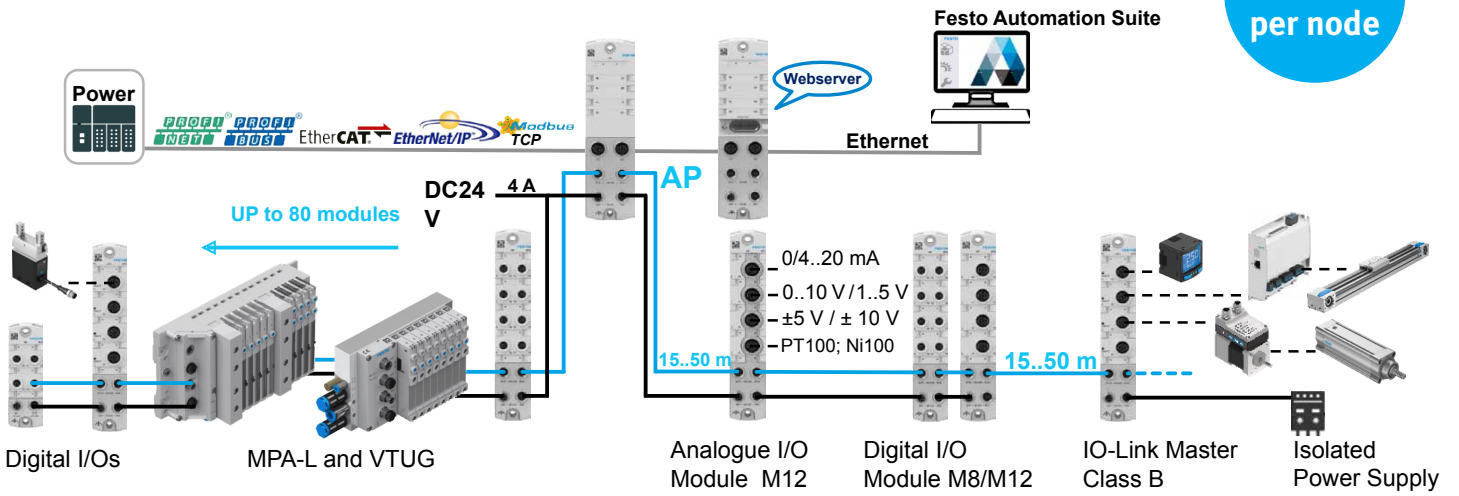 per node
Festo Automation Suite
Webserver
Power
PROFI
NET
PROFI
BUS
EtherCAT
EtherNet/IP
Modbus
TCP
Ethernet
AP
DC24
V
4 A
UP to 80 modules
0/4..20 mA
0..10 V /1..5 V
±5 V / ± 10 V
PT100; Ni100
15..50 m
15..50 m
Digital I/Os
MPA-L and VTUG
Analogue I/O
Module M12
Digital I/O
Module M8/M12
IO-Link Master
Class B
Isolated
Power Supply